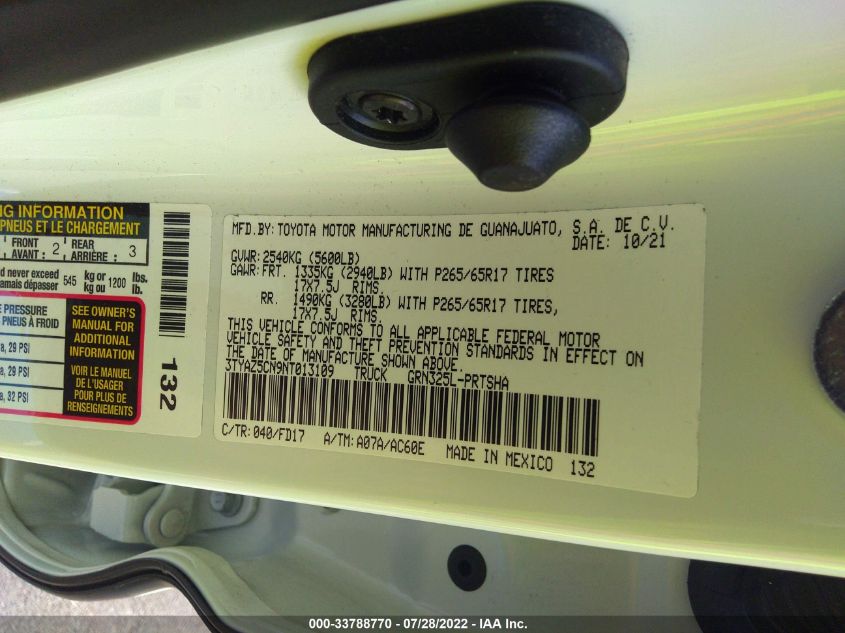 NG INFORMATION
PNEUS ET LE CHARGEMENT
FRONT AVANT : 2 REAR ARRIÈRE : 3
d never exceed 545 kg or 1200 lbs.
amais dépasser kg ou lb.
PRESSURE
PNEUS À FROID
a, 29 PSI
a, 29 PSI
a, 32 PSI
SEE OWNER'S
MANUAL FOR
ADDITIONAL
INFORMATION
VOIR LE MANUEL
DE L'USAGER
POUR PLUS DE
RENSEIGNEMENTS
132
MFD.BY: TOYOTA MOTOR MANUFACTURING DE GUANAJUATO, S.A. DE C.V.
DATE: 10/21
GVWR: 2540KG (5600LB)
GAWR: FRT. 1335KG (2940LB) WITH P265/65R17 TIRES
17X7.5J RIMS.
RR. 1490KG (3280LB) WITH P265/65R17 TIRES,
17X7.5J RIMS.
THIS VEHICLE CONFORMS TO ALL APPLICABLE FEDERAL MOTOR
VEHICLE SAFETY AND THEFT PREVENTION STANDARDS IN EFFECT ON
THE DATE OF MANUFACTURE SHOWN ABOVE.
3TYAZ5CN9NT013109 TRUCK GRN325L-PRTSHA
C/TR: 040/FD17 A/TM: A07A/AC60E MADE IN MEXICO 132
000-33788770 - 07/28/2022 - IAA Inc.